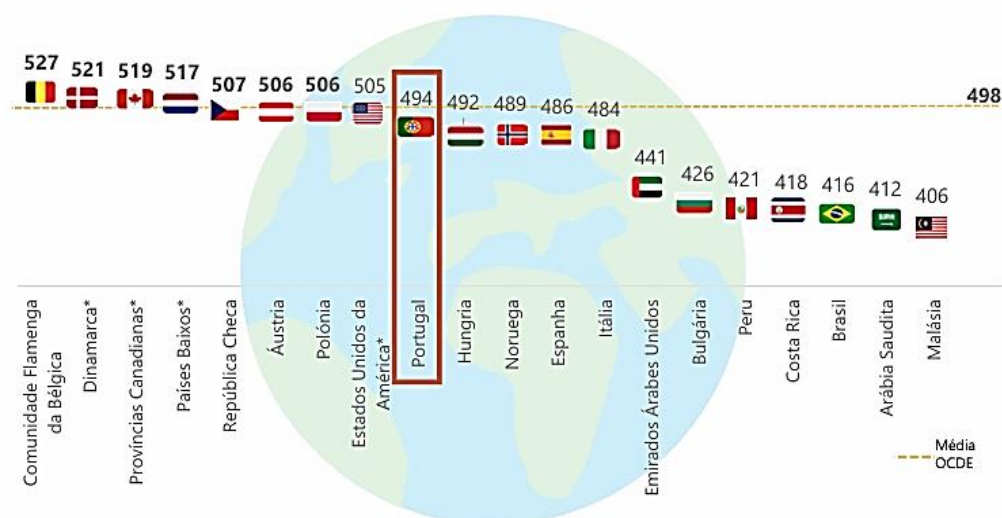 527
521
519
517
507
506
506
505
494
492
489
486
484
441
426
421
418
416
412
406
498
Comunidade Flamenga
da Bélgica
Dinamarca*
Províncias Canadianas*
Países Baixos*
República Checa
Áustria
Polónia
Estados Unidos da
América*
Portugal
Hungria
Noruega
Espanha
Itália
Emirados Árabes Unidos
Bulgária
Peru
Costa Rica
Brasil
Arábia Saudita
Malásia
Média
OCDE